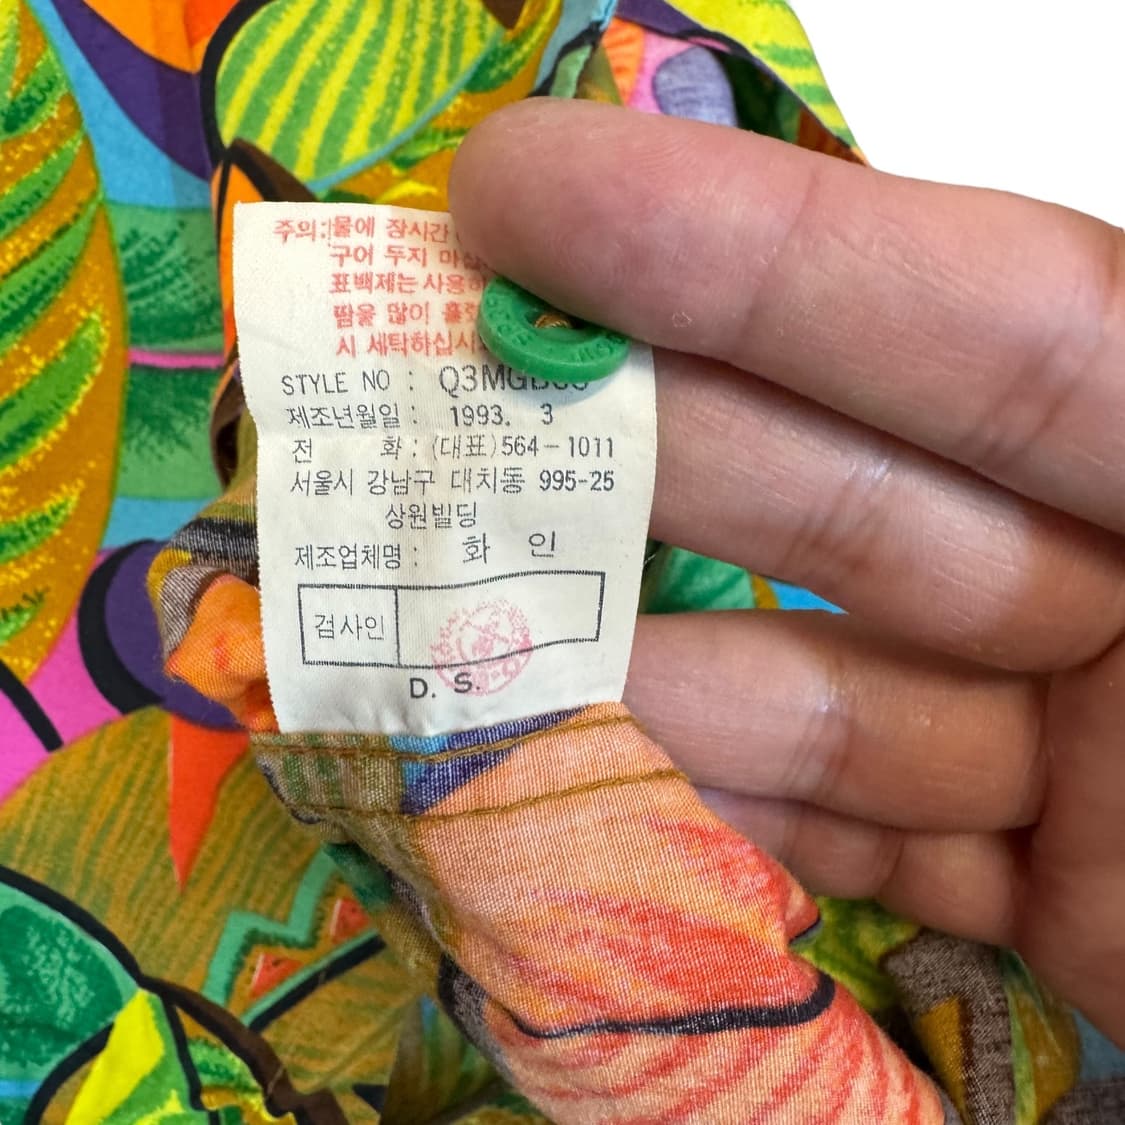 주의: 물에 장시간
구어 두지
표백제는 사용하
땀을 많이 흘
시 세탁하십시
STYLE NO : Q3MG
제조년월일 : 1993. 3
전 화 : (대표) 564-1011
서울시 강남구 대치동 995-25
상원빌딩
제조업체명 : 화 인
검사인
D. S.